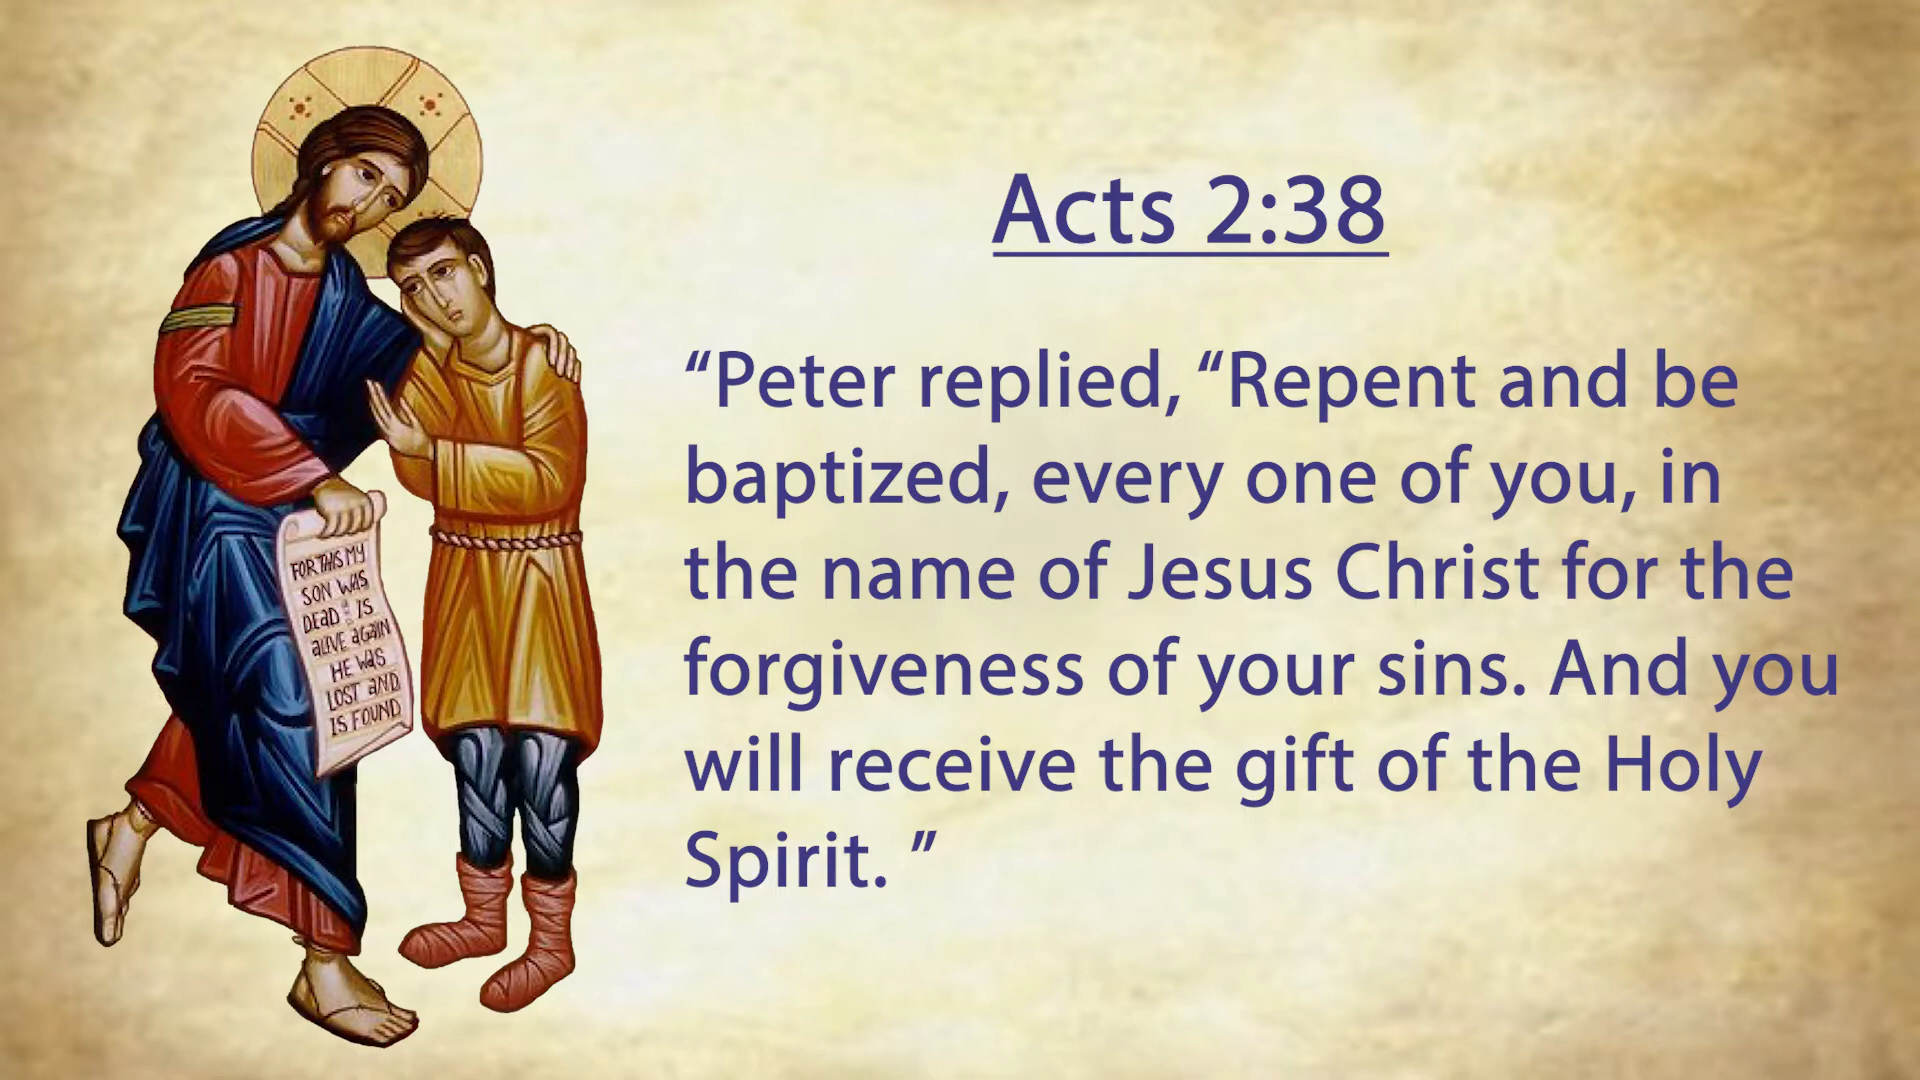 Acts 2:38
“Peter replied, “Repent and be
baptized, every one of you, in
the name of Jesus Christ for the
forgiveness of your sins. And you
will receive the gift of the Holy
Spirit. ”
FOR THIS MY
SON WAS
DEAD IS
ALIVE AGAIN
HE WAS
LOST AND
IS FOUND